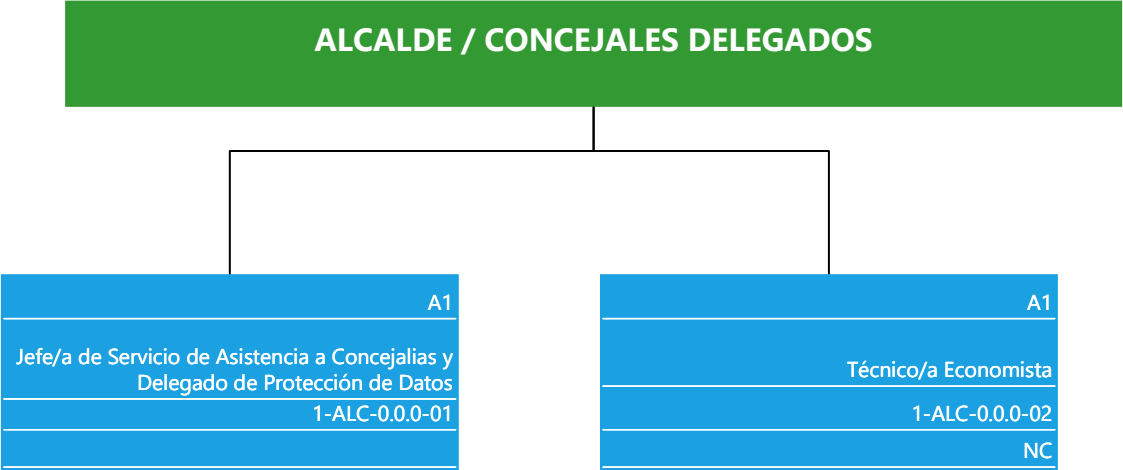 ALCALDE / CONCEJALES DELEGADOS
A1
Jefe/a de Servicio de Asistencia a Concejalias y
Delegado de Protección de Datos
1-ALC-0.0.0-01
A1
Técnico/a Economista
1-ALC-0.0.0-02
NC